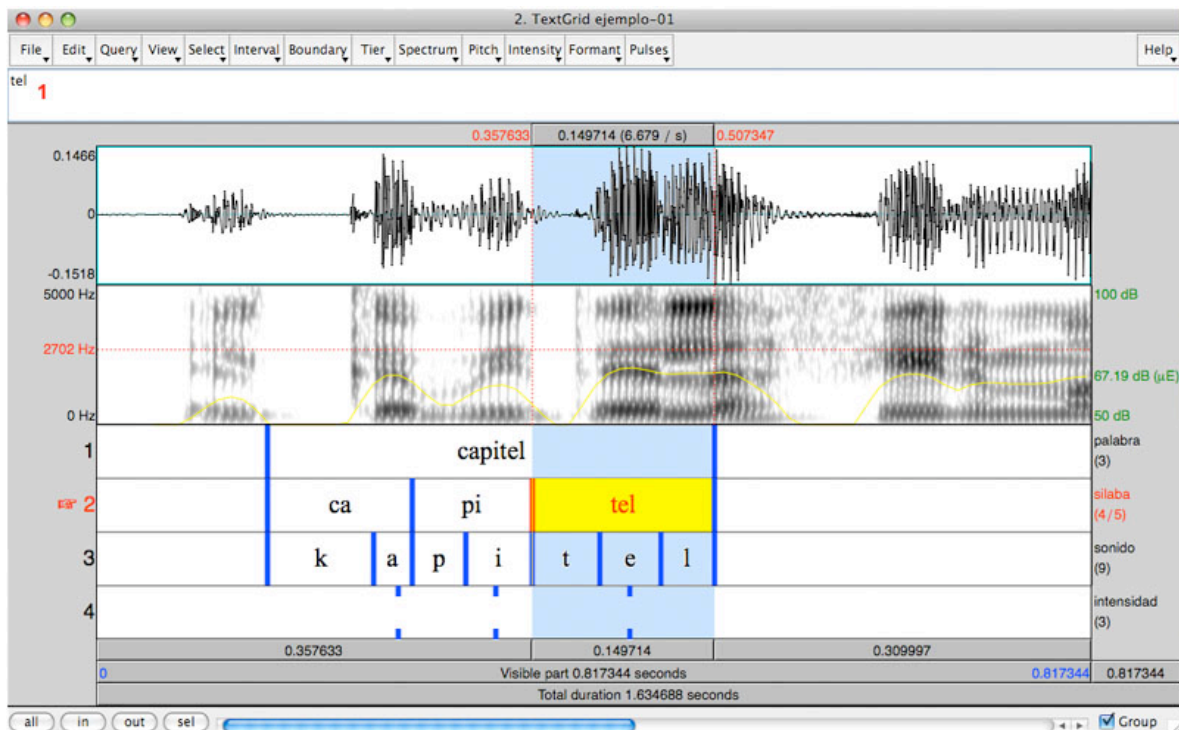 2. TextGrid ejemplo-01
File Edit Query View Select Interval Boundary Tier Spectrum Pitch Intensity Formant Pulses Help
tel
1
0.357633 0.149714 (6.679 / s) 0.507347
0.1466
0
-0.1518
5000 Hz 100 dB
2702 Hz
67.19 dB (µE)
0 Hz 50 dB
1 capitel palabra
(3)
☞ 2 ca pi tel silaba
(4/5)
3 k a p i t e l sonido
(9)
4 intensidad
(3)
0.357633 0.149714 0.309997
0 Visible part 0.817344 seconds 0.817344 0.817344
Total duration 1.634688 seconds
all in out sel Group